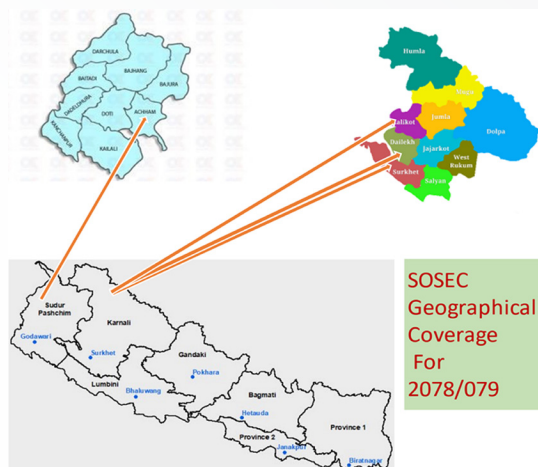 DARCHULA
BAITADI
BAJHANG
BAJURA
DADELDHURA
DOTI
ACHHAM
KANCHANPUR
KAILALI
Humla
Mugu
Kalikot
Jumla
Dolpa
Dailekh
Jajarkot
West
Rukum
Surkhet
Salyan
Sudur
Pashchim
Karnali
Godawari
Surkhet
Gandaki
Lumbini
Pokhara
Bhaluwang
Bagmati
Hetauda
Province 1
Province 2
Janakpur
Biratnagar
SOSEC
Geographical
Coverage
For
2078/079